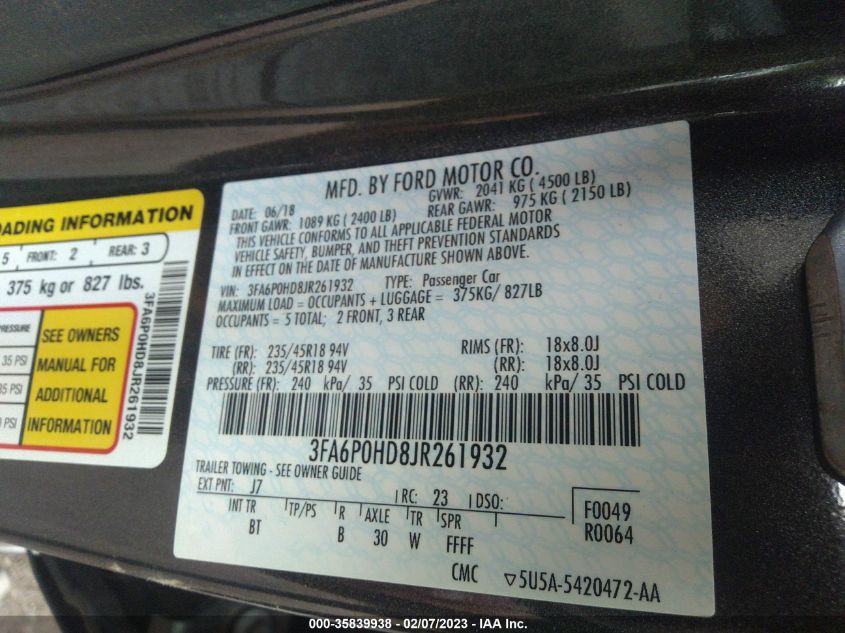 OADING INFORMATION
5 FRONT: 2 REAR: 3
375 kg or 827 lbs.
PRESSURE
35 PSI
35 PSI
PSI
SEE OWNERS
MANUAL FOR
ADDITIONAL
INFORMATION
3FA6P0HD8JR261932
MFD. BY FORD MOTOR CO.
DATE: 06/18 GVWR: 2041 KG ( 4500 LB)
FRONT GAWR: 1089 KG ( 2400 LB) REAR GAWR: 975 KG ( 2150 LB)
THIS VEHICLE CONFORMS TO ALL APPLICABLE FEDERAL MOTOR
VEHICLE SAFETY, BUMPER, AND THEFT PREVENTION STANDARDS
IN EFFECT ON THE DATE OF MANUFACTURE SHOWN ABOVE.
VIN: 3FA6P0HD8JR261932 TYPE: Passenger Car
MAXIMUM LOAD = OCCUPANTS + LUGGAGE = 375KG/ 827LB
OCCUPANTS = 5 TOTAL; 2 FRONT, 3 REAR
TIRE (FR): 235/45R18 94V RIMS (FR): 18x8.0J
(RR): 235/45R18 94V (RR): 18x8.0J
PRESSURE (FR): 240 kPa/ 35 PSI COLD (RR): 240 kPa/ 35 PSI COLD
3FA6P0HD8JR261932
TRAILER TOWING - SEE OWNER GUIDE
EXT PNT: J7 RC: 23 DSO: F0049
INT TR TP/PS R AXLE TR SPR R0064
BT B 30 W FFFF
CMC ▽5U5A-5420472-AA
000-35839938 - 02/07/2023 - IAA Inc.